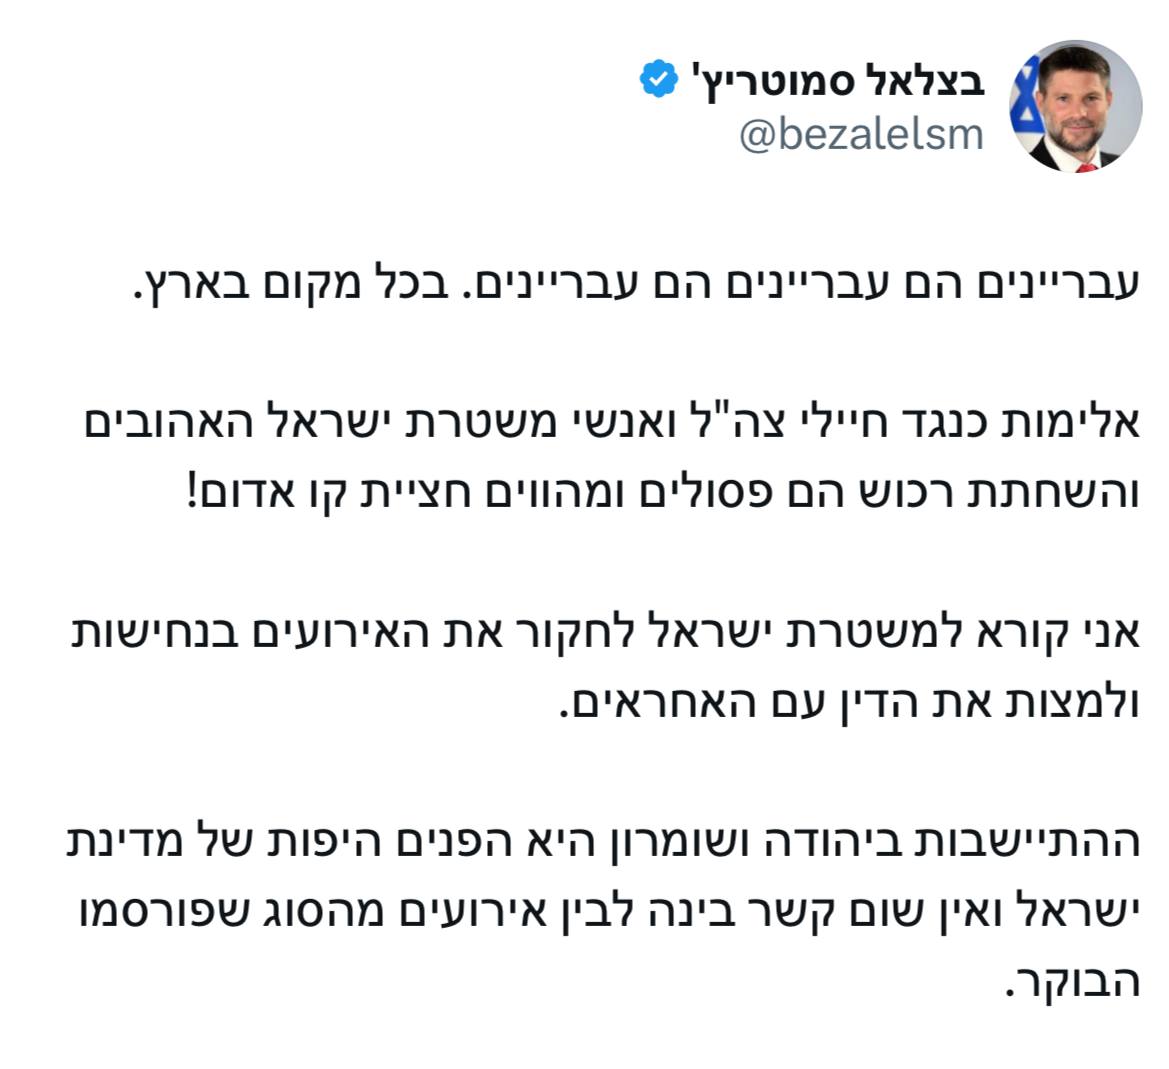 בצלאל סמוטריץ'
@bezalelsm
עבריינים הם עבריינים הם עבריינים. בכל מקום בארץ.
אלימות כנגד חיילי צה"ל ואנשי משטרת ישראל האהובים
והשחתת רכוש הם פסולים ומהווים חציית קו אדום!
אני קורא למשטרת ישראל לחקור את האירועים בנחישות
ולמצות את הדין עם האחראים.
ההתיישבות ביהודה ושומרון היא הפנים היפות של מדינת
ישראל ואין שום קשר בינה לבין אירועים מהסוג שפורסמו
הבוקר.